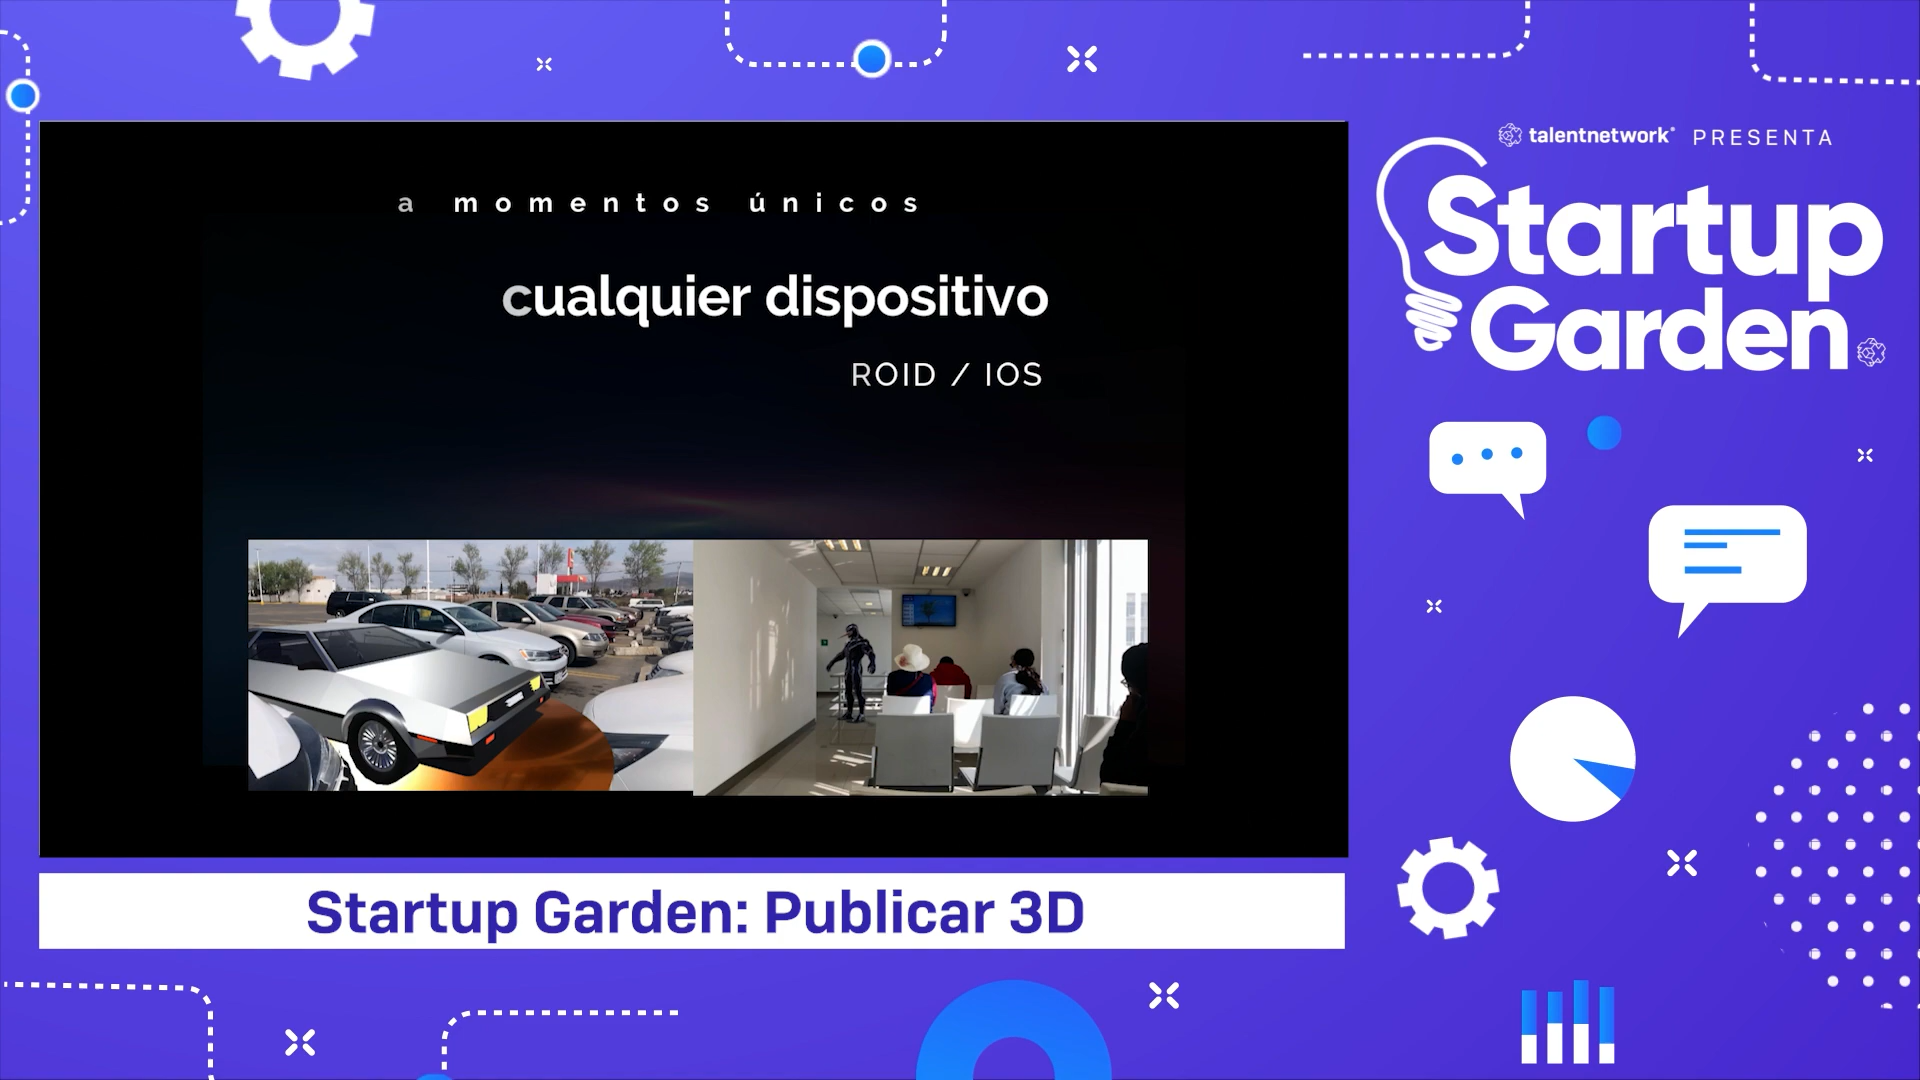 talentnetwork PRESENTA
Startup
Garden
a momentos únicos
cualquier dispositivo
ROID / IOS
Startup Garden: Publicar 3D